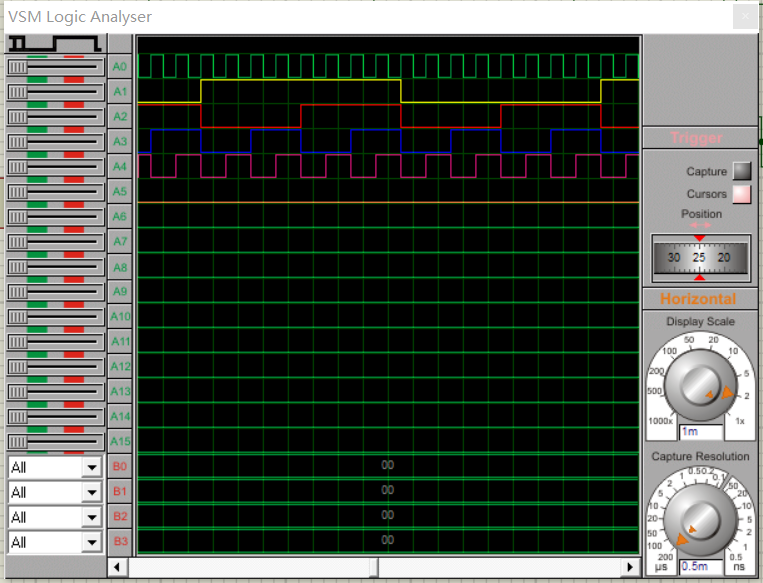 VSM Logic Analyser
A0
A1
A2
A3
A4
A5
A6
A7
A8
A9
A10
A11
A12
A13
A14
A15
All B0 00
All B1 00
All B2 00
All B3 00
Trigger
Capture
Cursors
Position
30 25 20
Horizontal
Display Scale
50 20
100 10
200 5
500 2
1000x 1x
1m
Capture Resolution
0.5 0.2
1 0.1
2 50
5 20
10 10
20 5
50 2
100 1
200 0.5
µs ns
0.5m